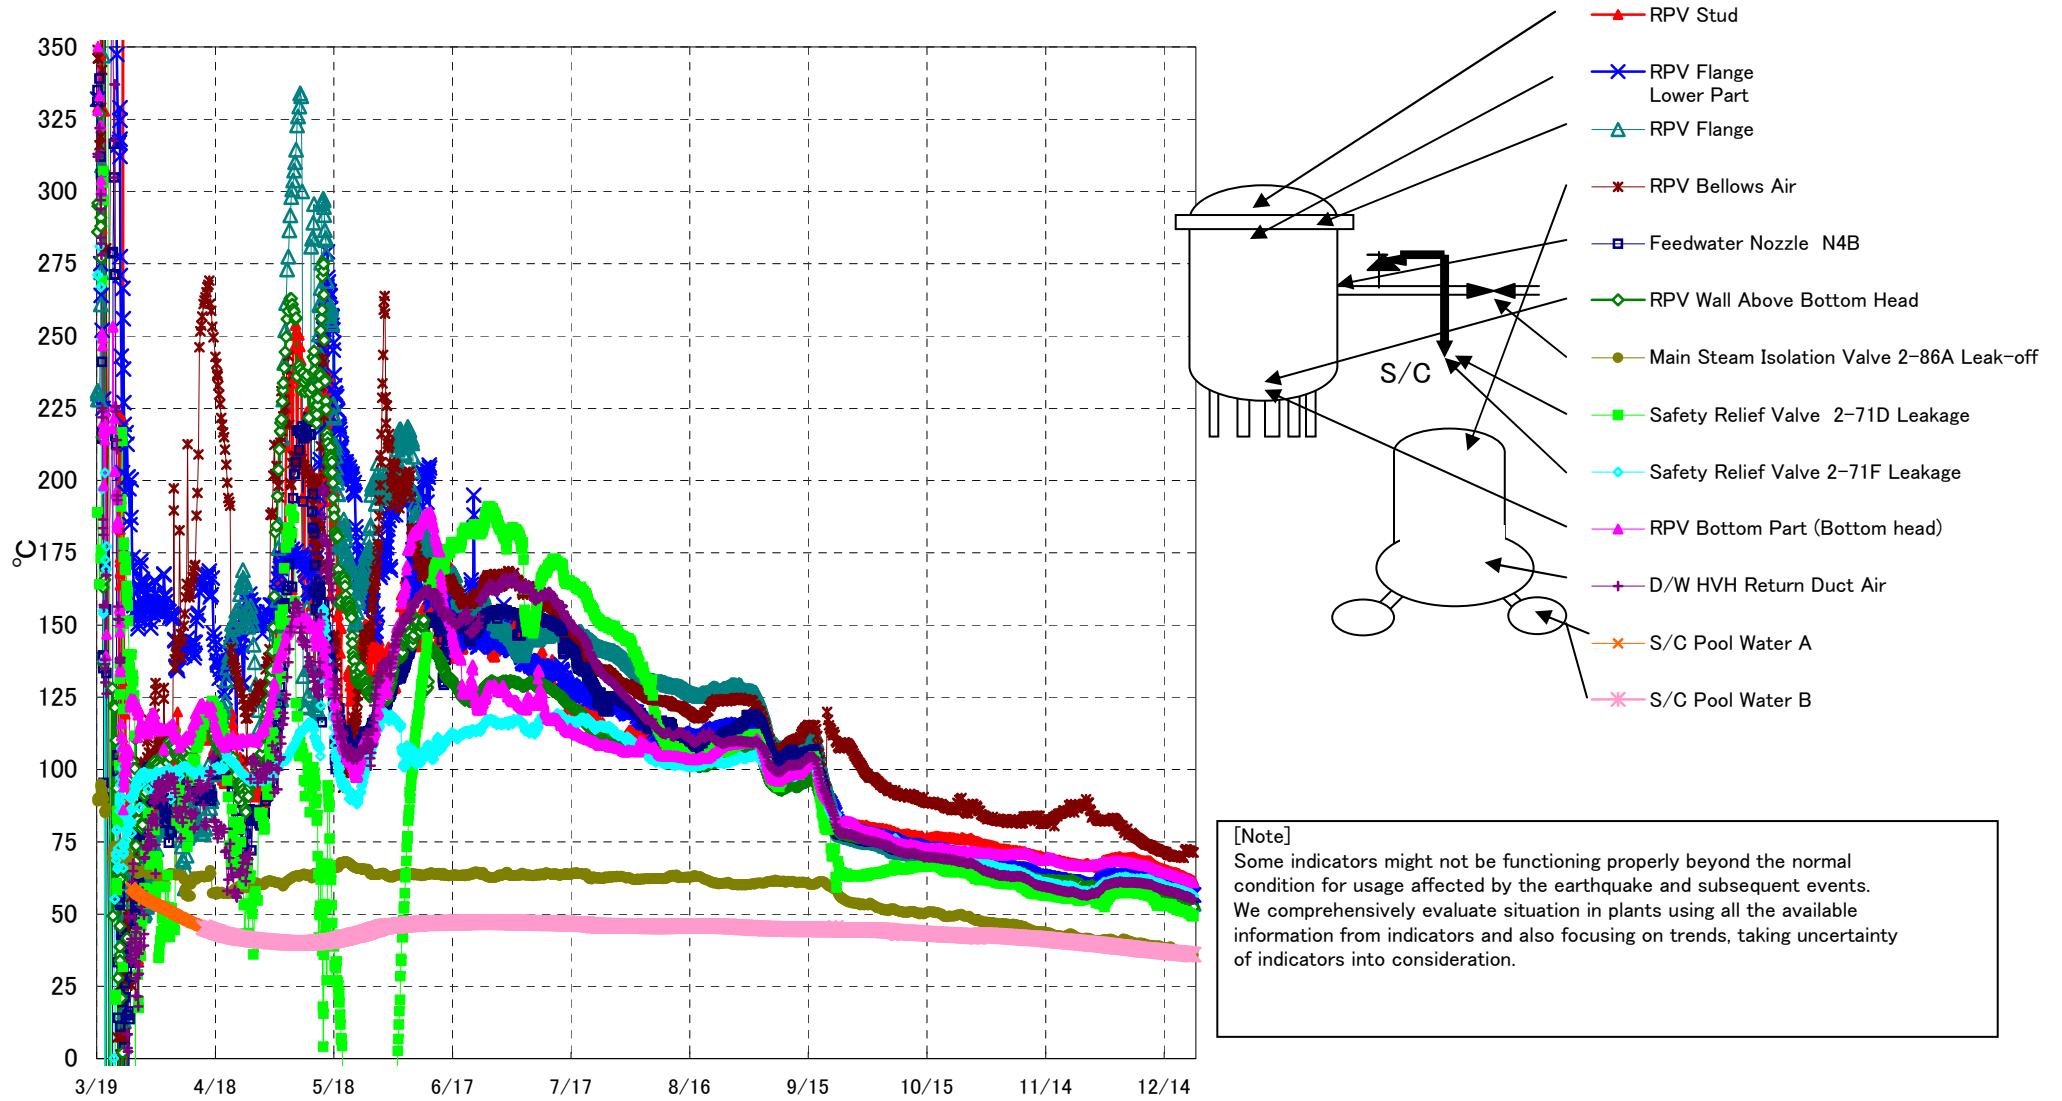 350
325
300
275
250
225
200
175
150
125
100
75
50
25
0
℃
3/19 4/18 5/18 6/17 7/17 8/16 9/15 10/15 11/14 12/14
RPV Stud
RPV Flange
Lower Part
RPV Flange
RPV Bellows Air
Feedwater Nozzle N4B
RPV Wall Above Bottom Head
Main Steam Isolation Valve 2-86A Leak-off
Safety Relief Valve 2-71D Leakage
Safety Relief Valve 2-71F Leakage
RPV Bottom Part (Bottom head)
D/W HVH Return Duct Air
S/C Pool Water A
S/C Pool Water B
S/C
[Note]
Some indicators might not be functioning properly beyond the normal
condition for usage affected by the earthquake and subsequent events.
We comprehensively evaluate situation in plants using all the available
information from indicators and also focusing on trends, taking uncertainty
of indicators into consideration.